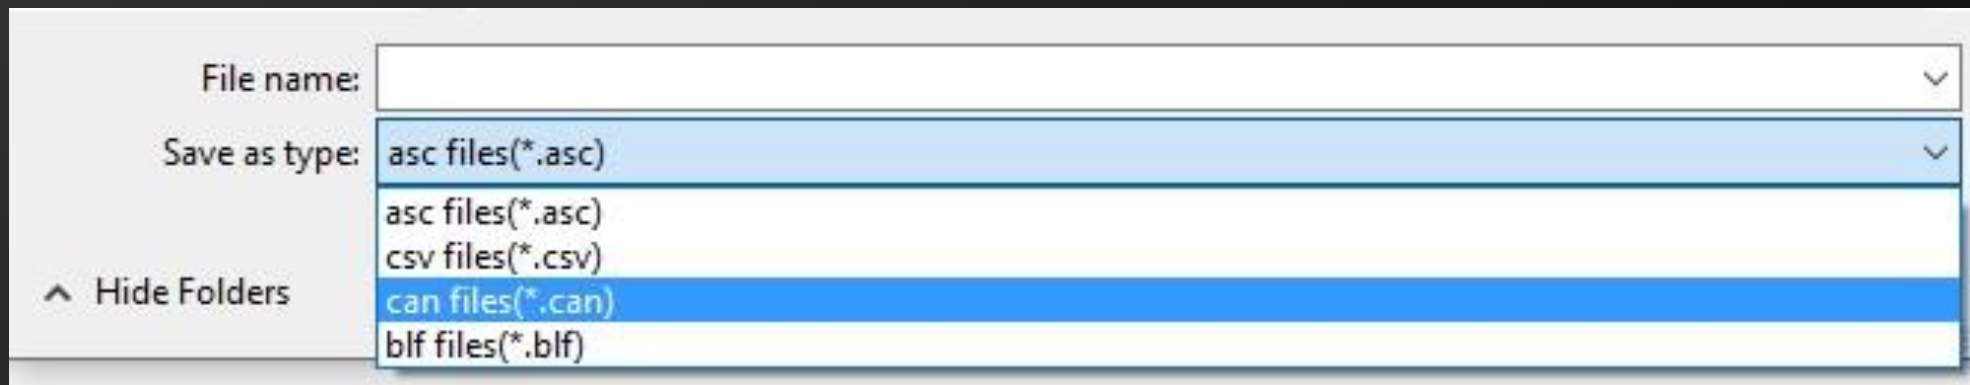 File name:
Save as type: asc files(*.asc)
asc files(*.asc)
csv files(*.csv)
Hide Folders
can files(*.can)
blf files(*.blf)